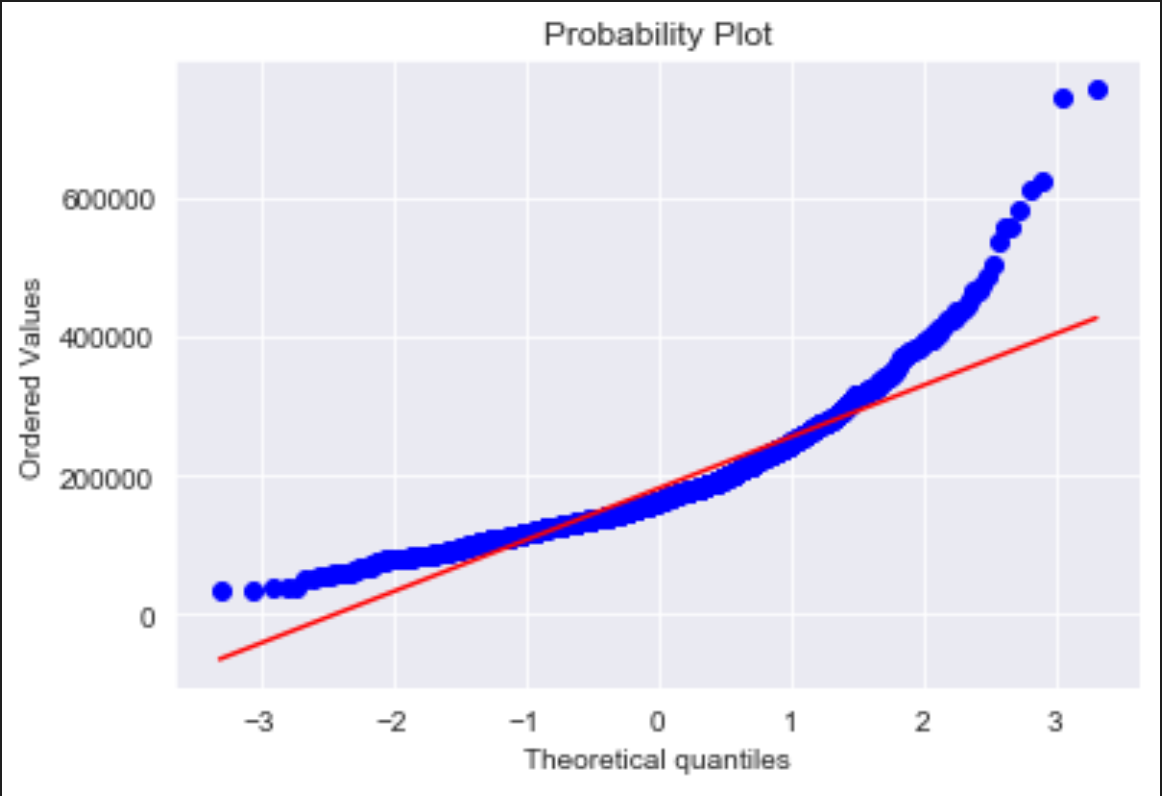 Probability Plot
600000
400000
200000
0
Ordered Values
−3 −2 −1 0 1 2 3
Theoretical quantiles